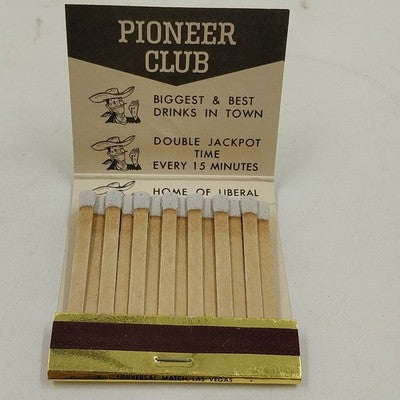 PIONEER
CLUB
BIGGEST & BEST
DRINKS IN TOWN
DOUBLE JACKPOT
TIME
EVERY 15 MINUTES
HOME OF LIBERAL
UNIVERSAL MATCH, LAS VEGAS